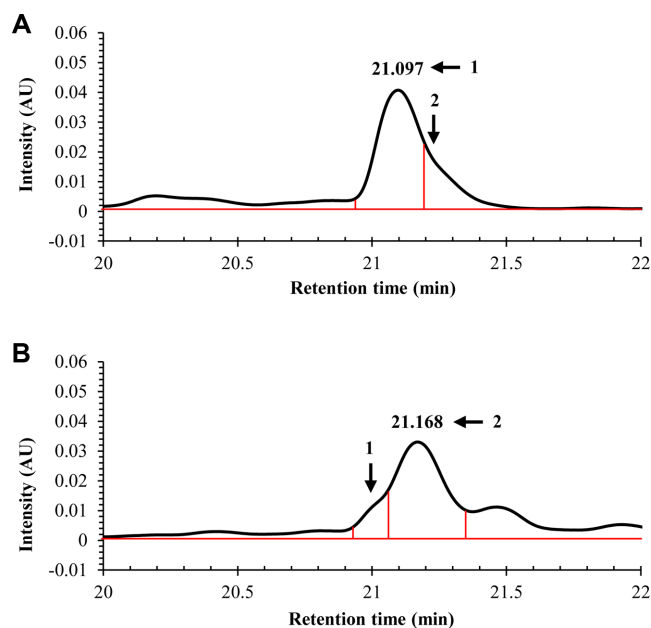 A
0.06
0.05
0.04
0.03
0.02
0.01
0
-0.01
Intensity (AU)
21.097 1
2
20 20.5 21 21.5 22
Retention time (min)
B
0.06
0.05
0.04
0.03
0.02
0.01
0
-0.01
Intensity (AU)
21.168 2
1
20 20.5 21 21.5 22
Retention time (min)